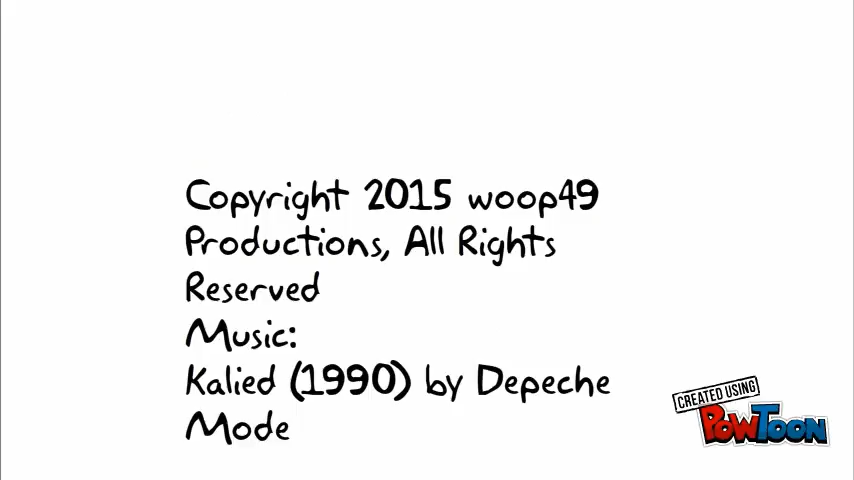 Copyright 2015 woop49
Productions, All Rights
Reserved
Music:
Kalied (1990) by Depeche
Mode
CREATED USING
POWTOON